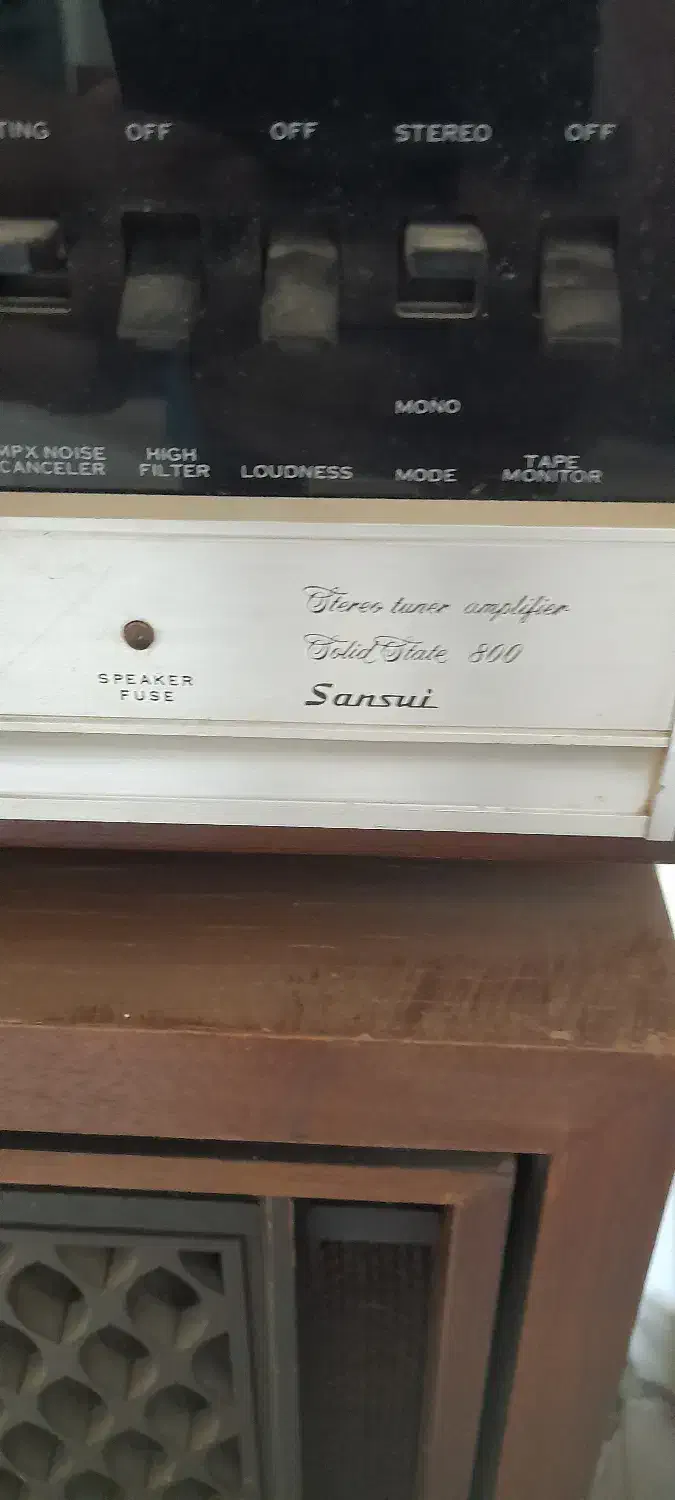 OFF OFF STEREO OFF
MONO
MPX NOISE
CANCELER
HIGH
FILTER
LOUDNESS
MODE
TAPE
MONITOR
Stereo tuner amplifier
Solid State 800
Sansui
SPEAKER
FUSE